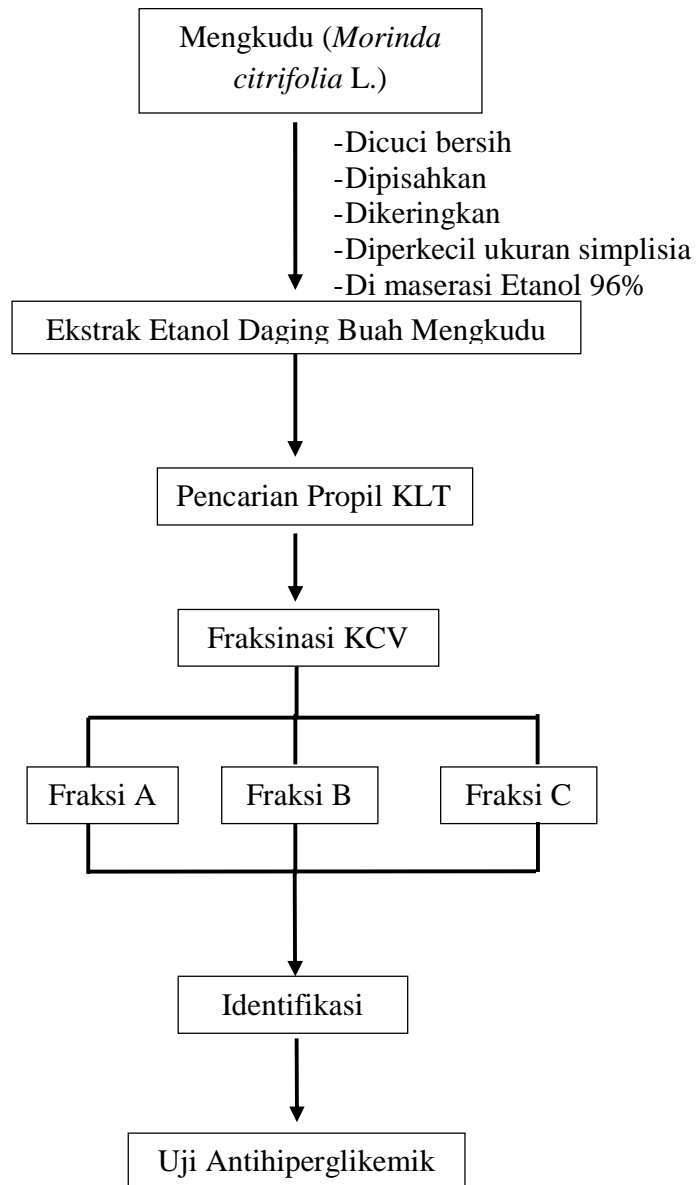 Mengkudu (Morinda
citrifolia L.)
-Dicuci bersih
-Dipisahkan
-Dikeringkan
-Diperkecil ukuran simplisia
-Di maserasi Etanol 96%
Ekstrak Etanol Daging Buah Mengkudu
Pencarian Propil KLT
Fraksinasi KCV
Fraksi A
Fraksi B
Fraksi C
Identifikasi
Uji Antihiperglikemik